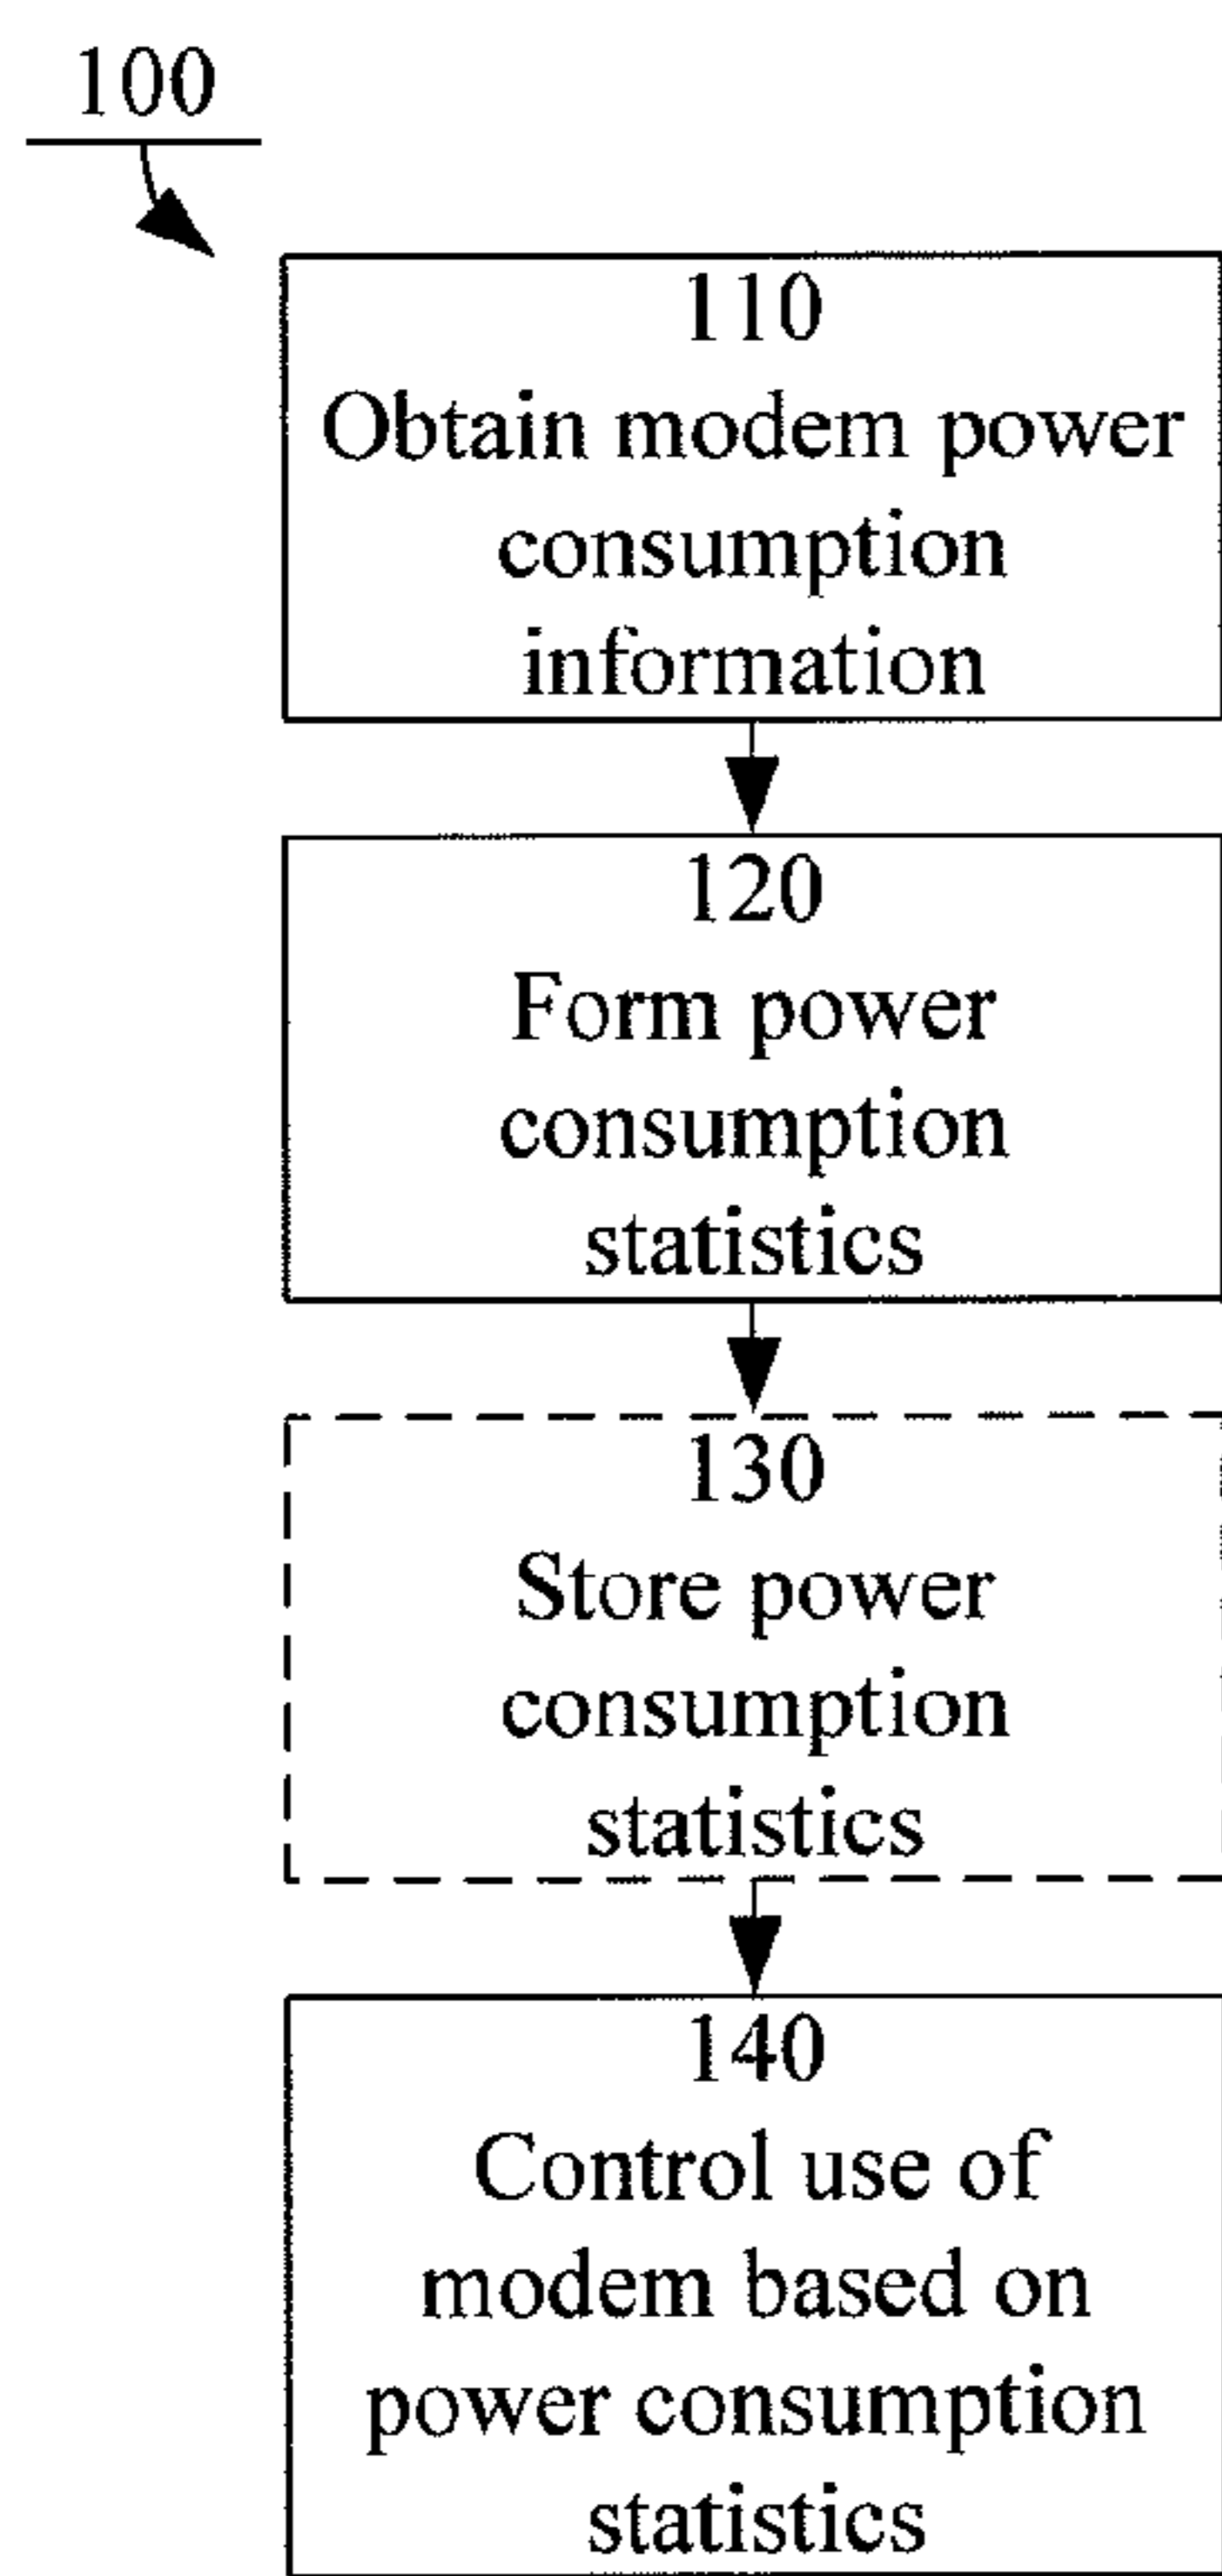 100
110
Obtain modem power
consumption
information
120
Form power
consumption
statistics
130
Store power
consumption
statistics
140
Control use of
modem based on
power consumption
statistics